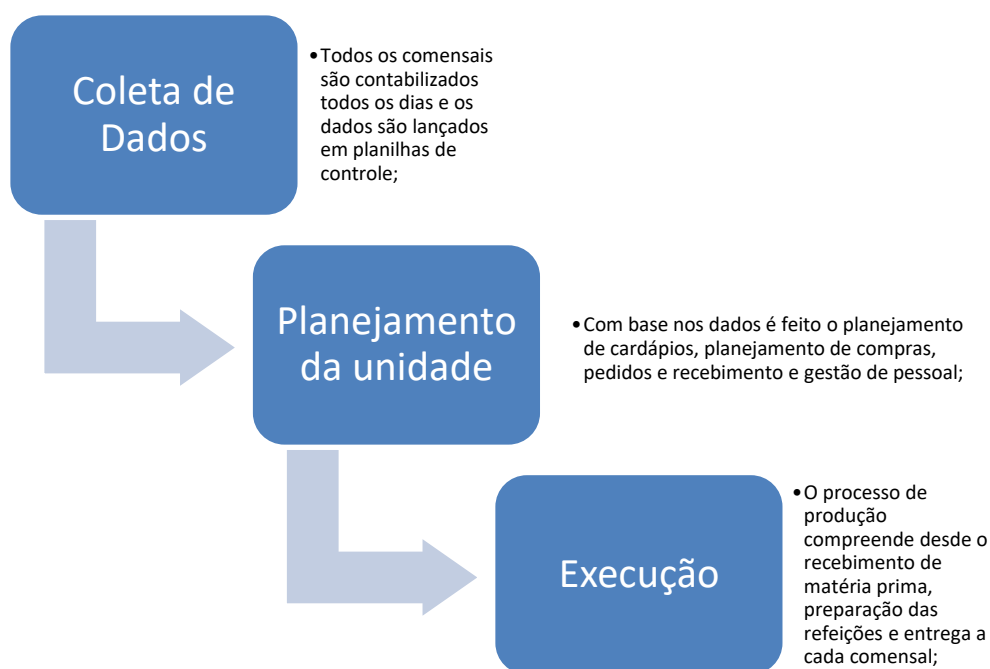 Coleta de
Dados
•Todos os comensais
são contabilizados
todos os dias e os
dados são lançados
em planilhas de
controle;
Planejamento
da unidade
•Com base nos dados é feito o planejamento
de cardápios, planejamento de compras,
pedidos e recebimento e gestão de pessoal;
Execução
•O processo de
produção
compreende desde o
recebimento de
matéria prima,
preparação das
refeições e entrega a
cada comensal;